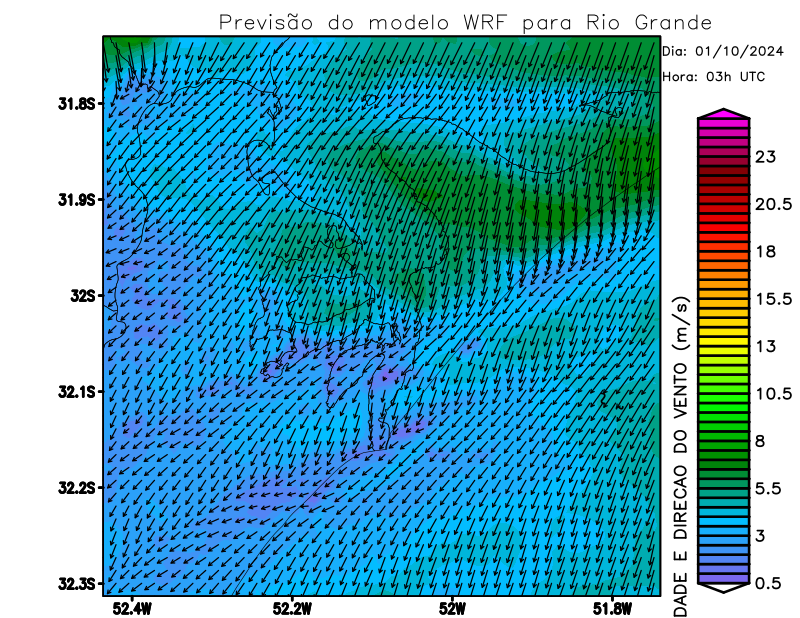 Previsão do modelo WRF para Rio Grande
Dia: 01/10/2024
Hora: 03h UTC
31.8S
31.9S
32S
32.1S
32.2S
32.3S
52.4W
52.2W
52W
51.8W
DADE E DIRECAO DO VENTO (m/s)
23
20.5
18
15.5
13
10.5
8
5.5
3
0.5